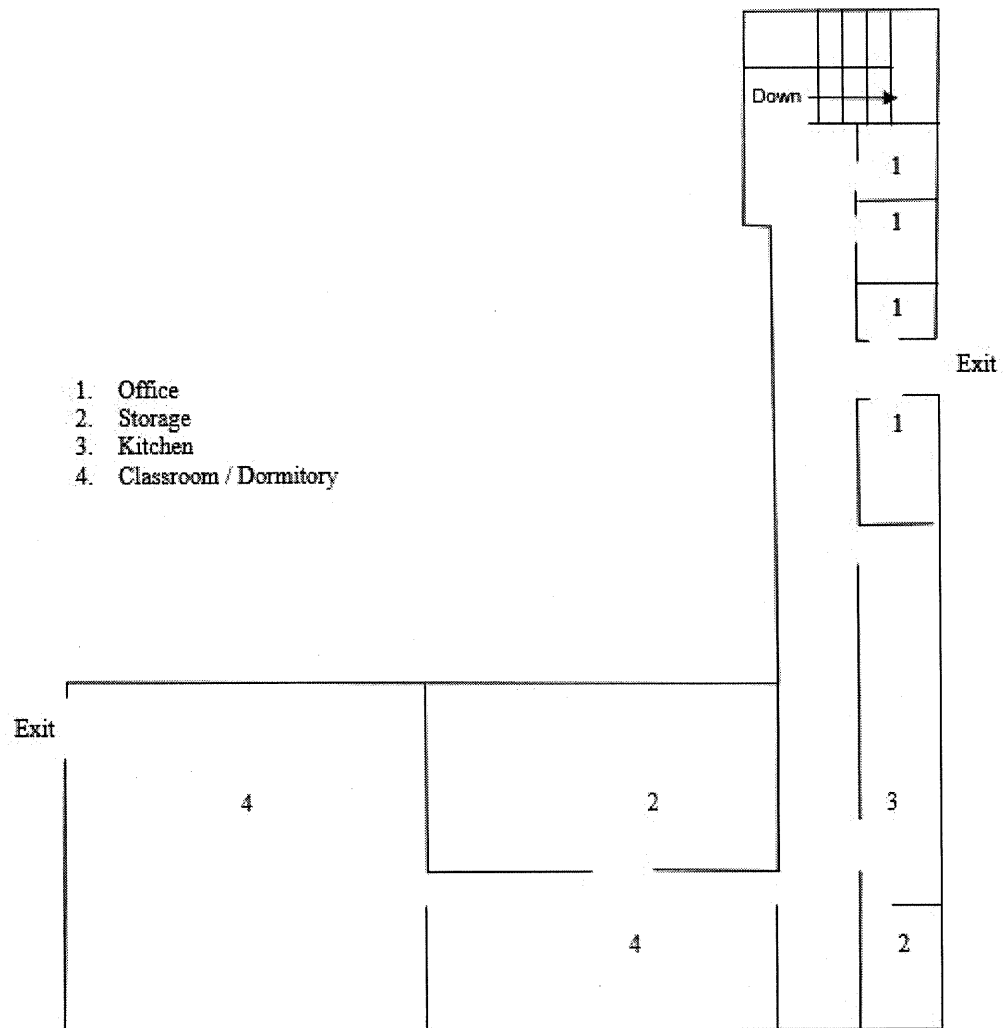 Down
1
1
1
Exit
1. Office
2. Storage
3. Kitchen
4. Classroom / Dormitory
1
Exit
4
2
3
4
2